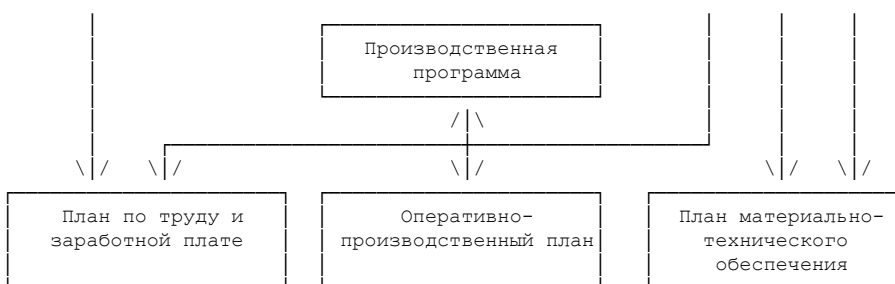 Производственная
программа
План по труду и
заработной плате
Оперативно-
производственный план
План материально-
технического
обеспечения